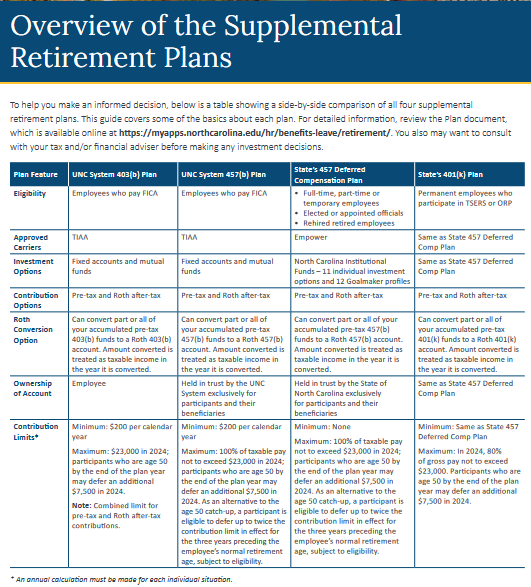 Overview of the Supplemental
Retirement Plans
To help you make an informed decision, below is a table showing a side-by-side comparison of all four supplemental
retirement plans. This guide covers some of the basics about each plan. For detailed information, review the Plan document,
which is available online at https://myapps.northcarolina.edu/hr/benefits-leave/retirement/. You also may want to consult
with your tax and/or financial adviser before making any investment decisions.
Plan Feature
UNC System 403(b) Plan
UNC System 457(b) Plan
State's 457 Deferred
Compensation Plan
State's 401(k) Plan
Eligibility
Employees who pay FICA
Employees who pay FICA
• Full-time, part-time or
temporary employees
• Elected or appointed officials
• Rehired retired employees
Permanent employees who
participate in TSERS or ORP
Approved
Carriers
TIAA
TIAA
Empower
Same as State 457 Deferred
Comp Plan
Investment
Options
Fixed accounts and mutual
funds
Fixed accounts and mutual
funds
North Carolina Institutional
Funds – 11 individual investment
options and 12 Goalmaker profiles
Same as State 457 Deferred
Comp Plan
Contribution
Options
Pre-tax and Roth after-tax
Pre-tax and Roth after-tax
Pre-tax and Roth after-tax
Pre-tax and Roth after-tax
Roth
Conversion
Option
Can convert part or all of
your accumulated pre-tax
403(b) funds to a Roth 403(b)
account. Amount converted is
treated as taxable income in
the year it is converted.
Can convert part or all of
your accumulated pre-tax
457(b) funds to a Roth 457(b)
account. Amount converted is
treated as taxable income in
the year it is converted.
Can convert part or all of your
accumulated pre-tax 457(b)
funds to a Roth 457(b) account.
Amount converted is treated as
taxable income in the year it is
converted.
Can convert part or all of
your accumulated pre-tax
401(k) funds to a Roth 401(k)
account. Amount converted is
treated as taxable income in
the year it is converted.
Ownership
of Account
Employee
Held in trust by the UNC
System exclusively for
participants and their
beneficiaries
Held in trust by the State of
North Carolina exclusively
for participants and their
beneficiaries
Same as State 457 Deferred
Comp Plan
Contribution
Limits*
Minimum: $200 per calendar
year
Maximum: $23,000 in 2024;
participants who are age 50
by the end of the plan year
may defer an additional
$7,500 in 2024.
Note: Combined limit for
pre-tax and Roth after-tax
contributions.
Minimum: $200 per calendar
year
Maximum: 100% taxable pay
not to exceed $23,000 in 2024;
participants who are age 50 by
the end of the plan year may
defer an additional $7,500 in
2024. As an alternative to the
age 50 catch-up, a participant is
eligible to defer up to twice the
contribution limit in effect for
the three years preceding the
employee's normal retirement
age, subject to eligibility.
Minimum: None
Maximum: 100% of taxable pay
not to exceed $23,000 in 2024;
participants who are age 50 by
the end of the plan year may
defer an additional $7,500 in
2024. As an alternative to the
age 50 catch-up, a participant is
eligible to defer up to twice the
contribution limit in effect for
the three years preceding the
employee's normal retirement
age, subject to eligibility.
Minimum: Same as State 457
Deferred Comp Plan
Maximum: In 2024, 80%
of gross pay not to exceed
$23,000. Participants who are
age 50 by the end of the plan
year may defer an additional
$7,500 in 2024.
* An annual calculation must be made for each individual situation.